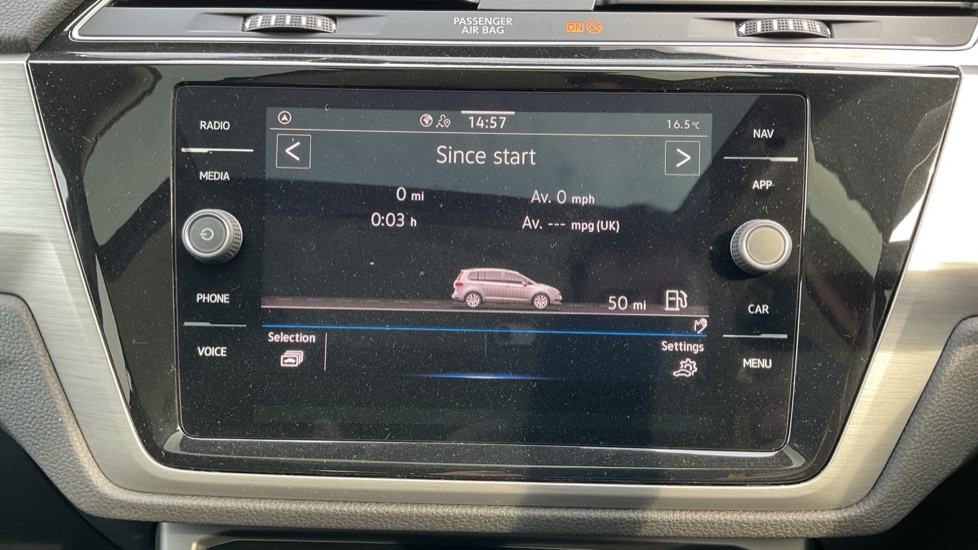 PASSENGER
AIR BAG
ON
RADIO
MEDIA
PHONE
VOICE
14:57
16.5°C
<
Since start
>
0 mi
Av. 0 mph
0:03 h
Av. --- mpg (UK)
50 mi
Selection
Settings
NAV
APP
CAR
MENU